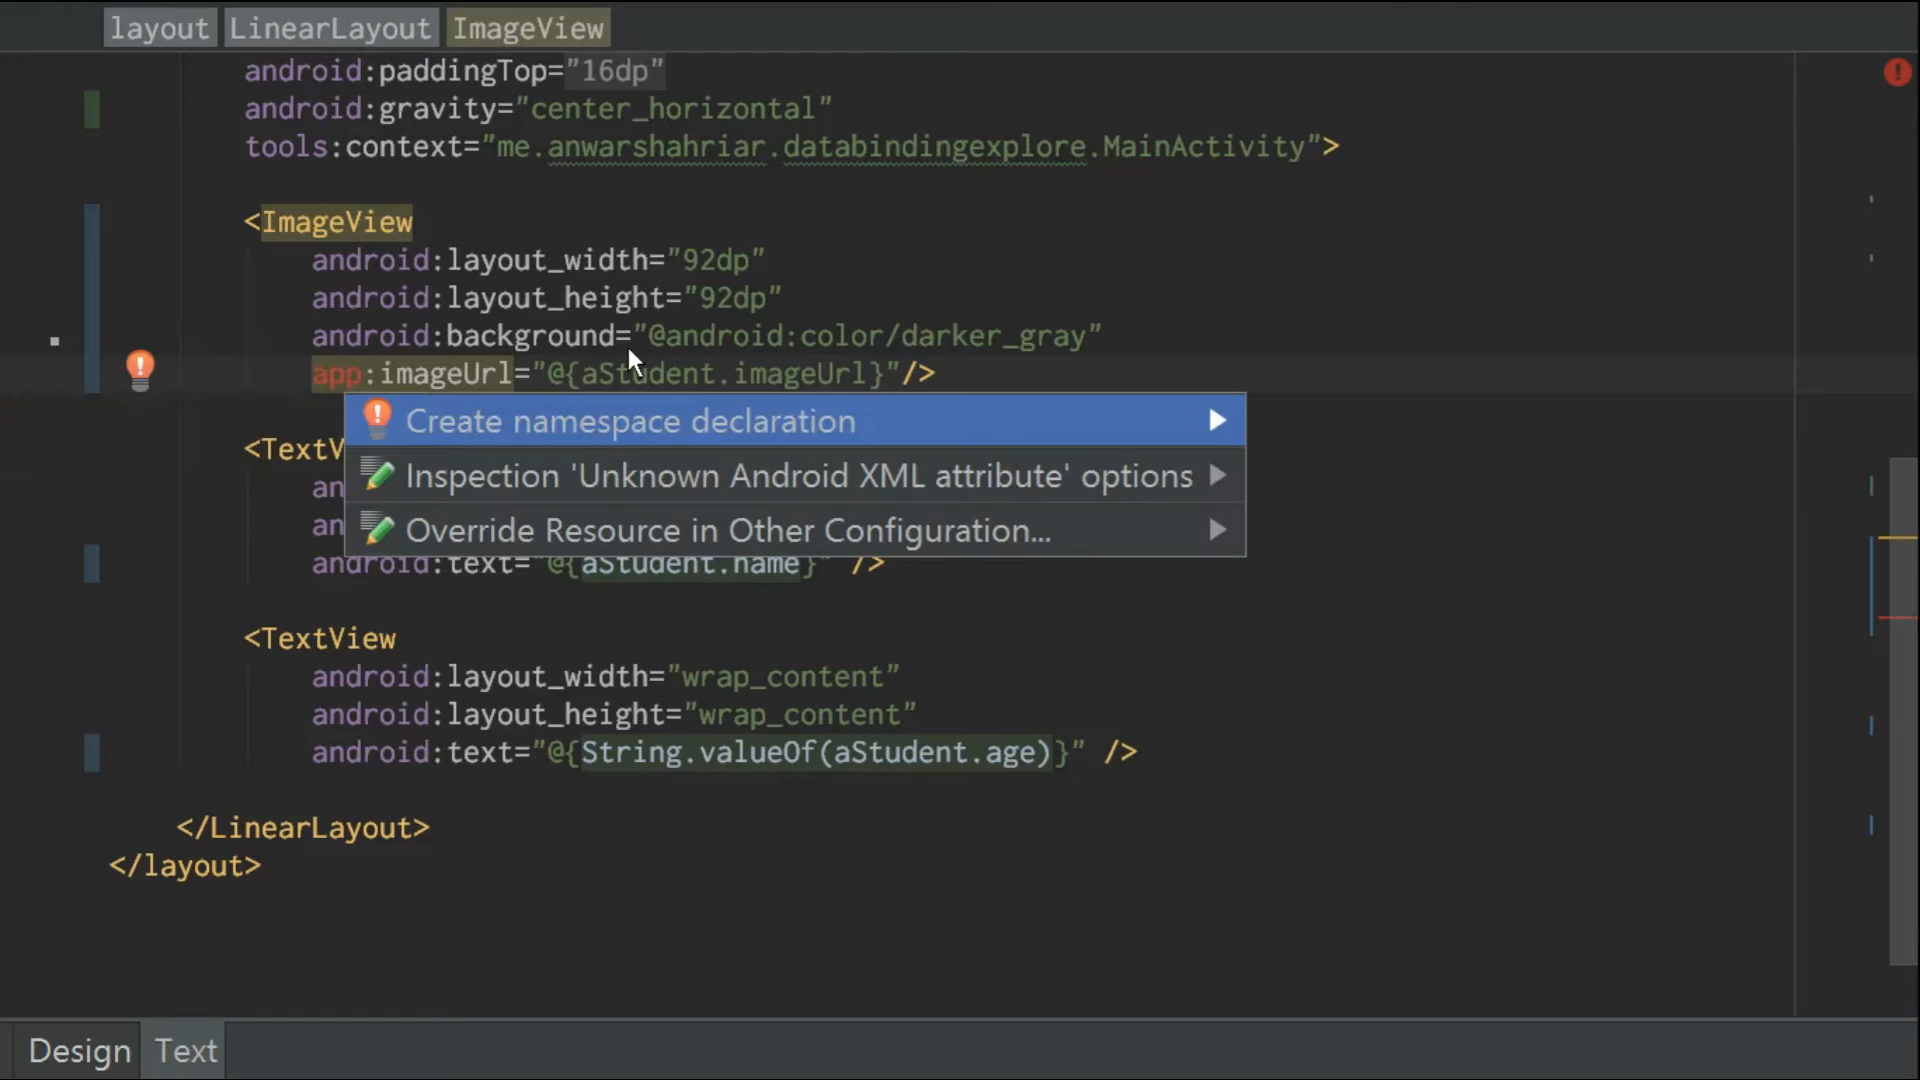 layout LinearLayout ImageView
android:paddingTop="16dp"
android:gravity="center_horizontal"
tools:context="me.anwarshahriar.databindingexplore.MainActivity">
<ImageView
android:layout_width="92dp"
android:layout_height="92dp"
android:background="@android:color/darker_gray"
app:imageUrl="@{aStudent.imageUrl}"/>
Create namespace declaration
<TextV
Inspection 'Unknown Android XML attribute' options
an
an
Override Resource in Other Configuration...
android:text="@{aStudent.name}" />
<TextView
android:layout_width="wrap_content"
android:layout_height="wrap_content"
android:text="@{String.valueOf(aStudent.age)}" />
</LinearLayout>
</layout>
Design Text